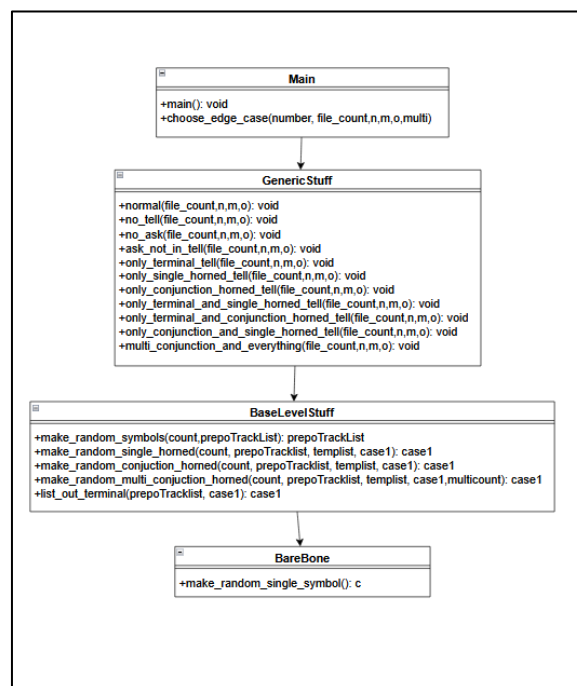 Main
+main(): void
+choose_edge_case(number, file_count,n,m,o,multi)
GenericStuff
+normal(file_count,n,m,o): void
+no_tell(file_count,n,m,o): void
+no_ask(file_count,n,m,o): void
+ask_not_in_tell(file_count,n,m,o): void
+only_terminal_tell(file_count,n,m,o): void
+only_single_horned_tell(file_count,n,m,o): void
+only_conjunction_horned_tell(file_count,n,m,o): void
+only_terminal_and_single_horned_tell(file_count,n,m,o): void
+only_terminal_and_conjunction_horned_tell(file_count,n,m,o): void
+only_conjunction_and_single_horned_tell(file_count,n,m,o): void
+multi_conjunction_and_everything(file_count,n,m,o): void
BaseLevelStuff
+make_random_symbols(count,prepoTrackList): prepoTrackList
+make_random_single_horned(count, prepoTracklist, templist, case1): case1
+make_random_conjuction_horned(count, prepoTracklist, templist, case1): case1
+make_random_multi_conjuction_horned(count, prepoTracklist, templist, case1,multicount): case1
+list_out_terminal(prepoTracklist, case1): case1
BareBone
+make_random_single_symbol(): c